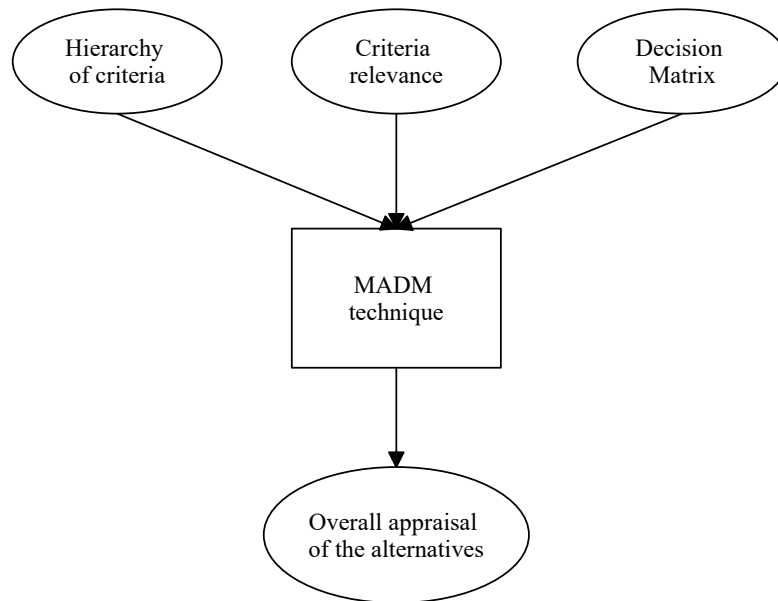 Hierarchy
of criteria
Criteria
relevance
Decision
Matrix
MADM
technique
Overall appraisal
of the alternatives